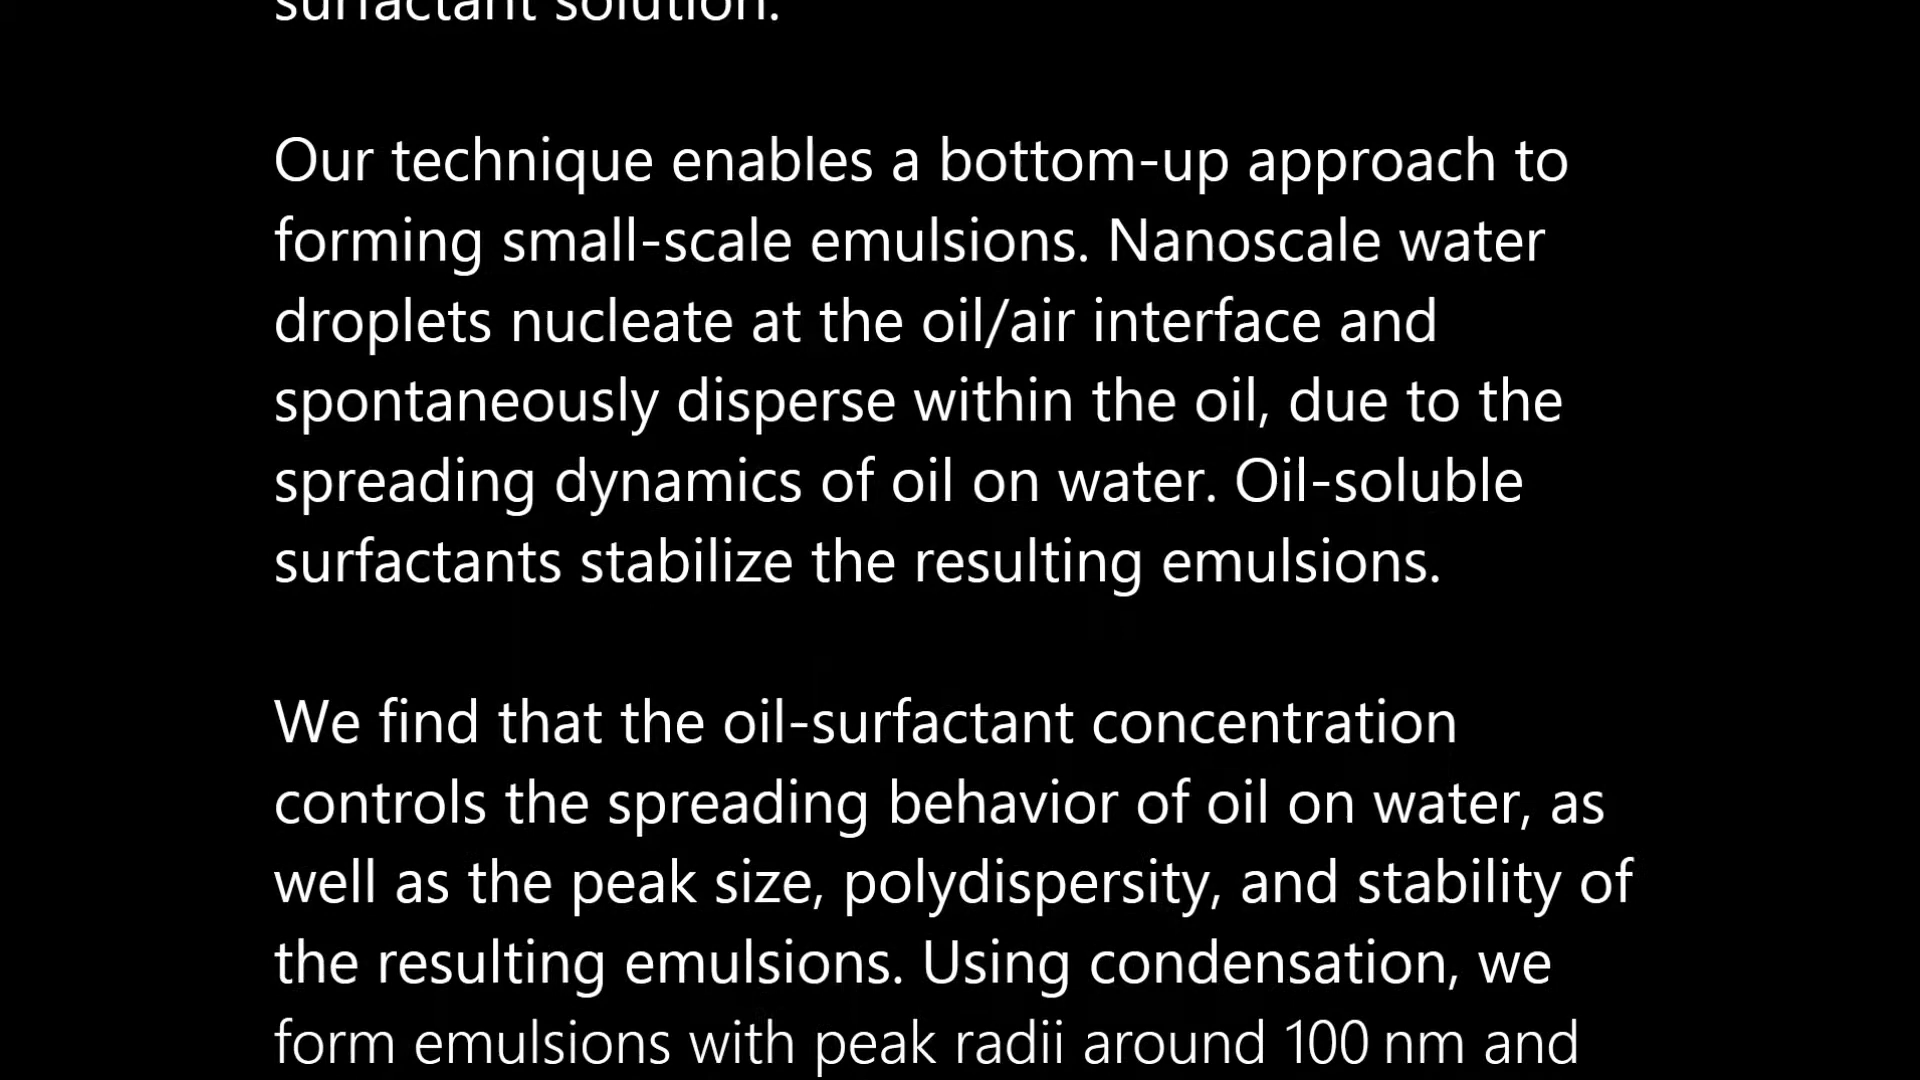 surfactant solution.
Our technique enables a bottom-up approach to
forming small-scale emulsions. Nanoscale water
droplets nucleate at the oil/air interface and
spontaneously disperse within the oil, due to the
spreading dynamics of oil on water. Oil-soluble
surfactants stabilize the resulting emulsions.
We find that the oil-surfactant concentration
controls the spreading behavior of oil on water, as
well as the peak size, polydispersity, and stability of
the resulting emulsions. Using condensation, we
form emulsions with peak radii around 100 nm and